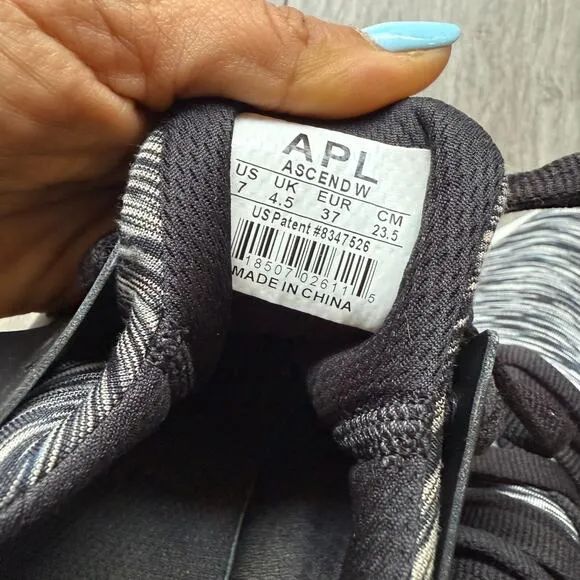 APL
ASCEND W
US UK EUR CM
7 4.5 37 23.5
US Patent #8347526
18507 02611 5
MADE IN CHINA